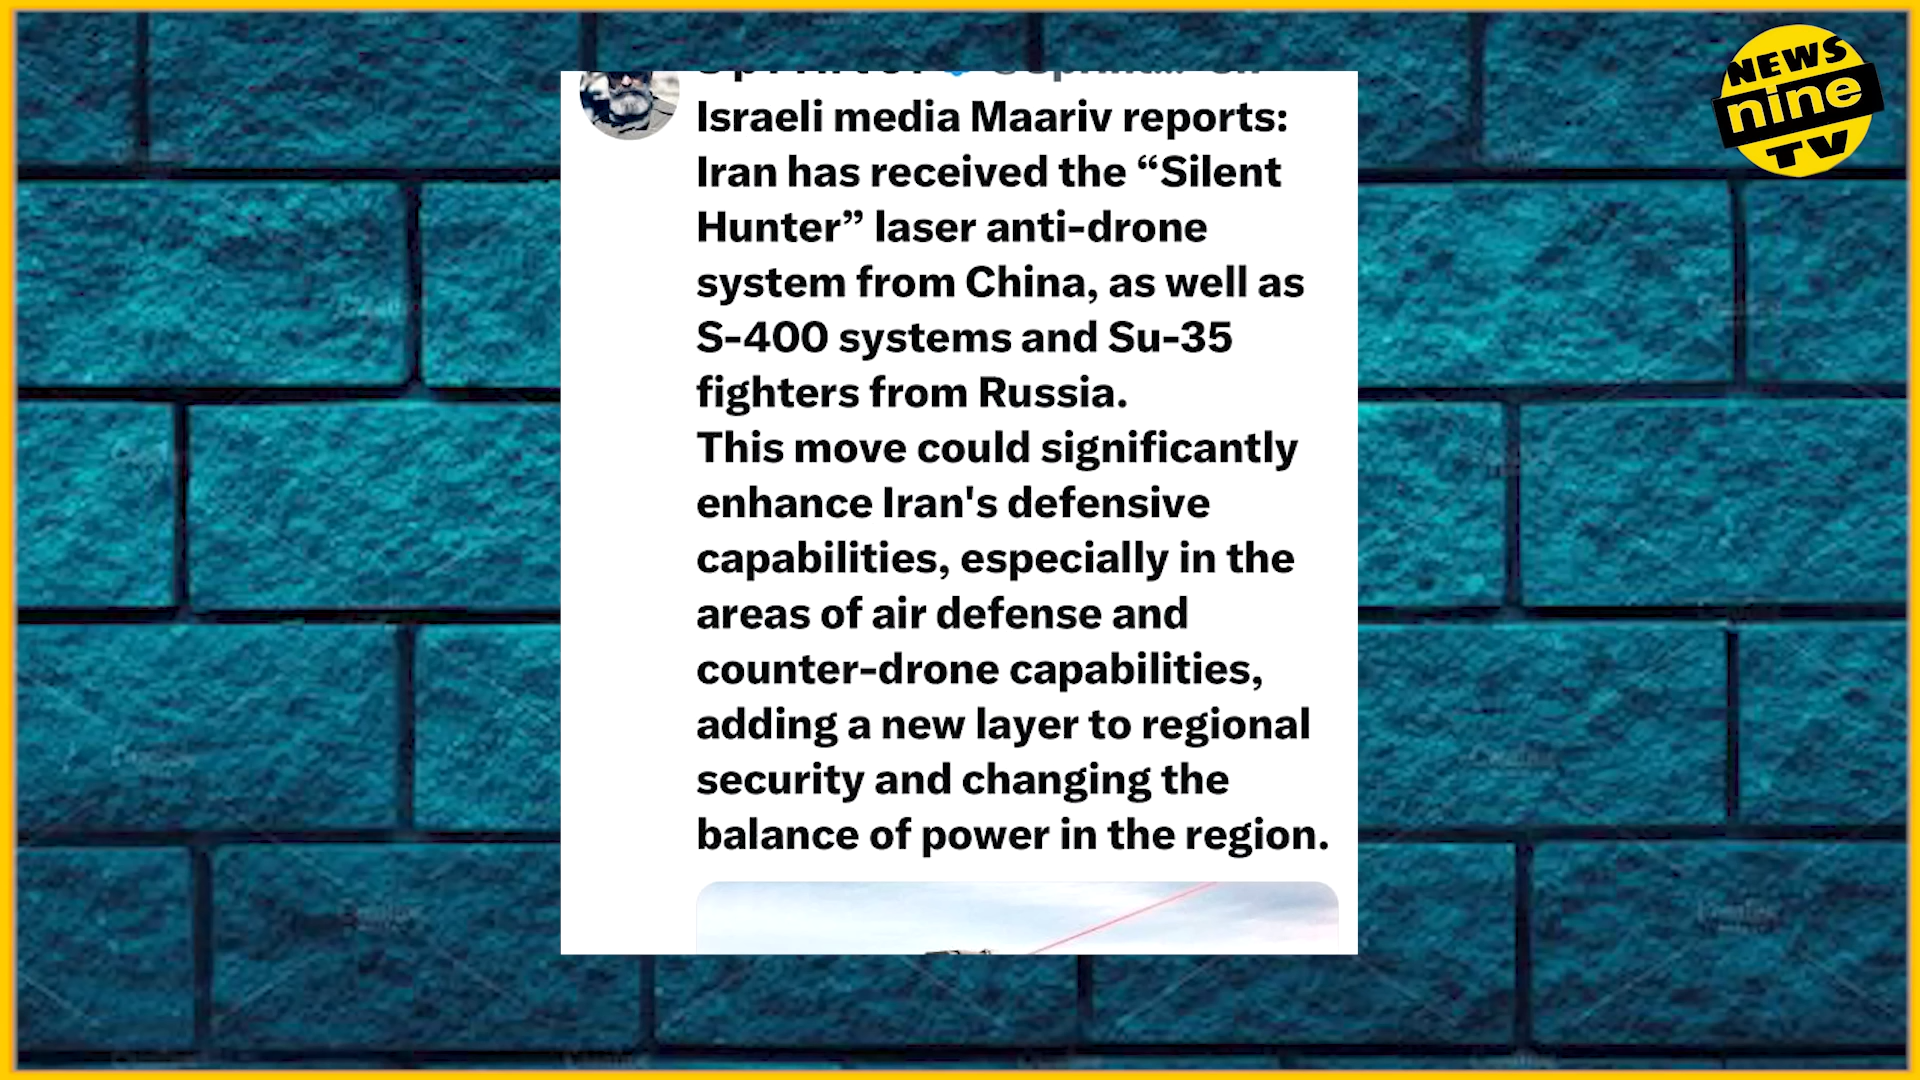 NEWS
nine
TV
Israeli media Maariv reports:
Iran has received the “Silent
Hunter” laser anti-drone
system from China, as well as
S-400 systems and Su-35
fighters from Russia.
This move could significantly
enhance Iran's defensive
capabilities, especially in the
areas of air defense and
counter-drone capabilities,
adding a new layer to regional
security and changing the
balance of power in the region.